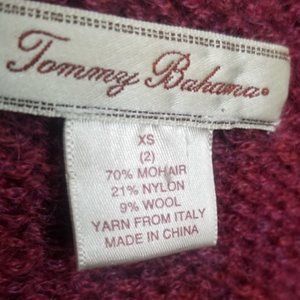 Tommy Bahama®
XS
(2)
70% MOHAIR
21% NYLON
9% WOOL
YARN FROM ITALY
MADE IN CHINA